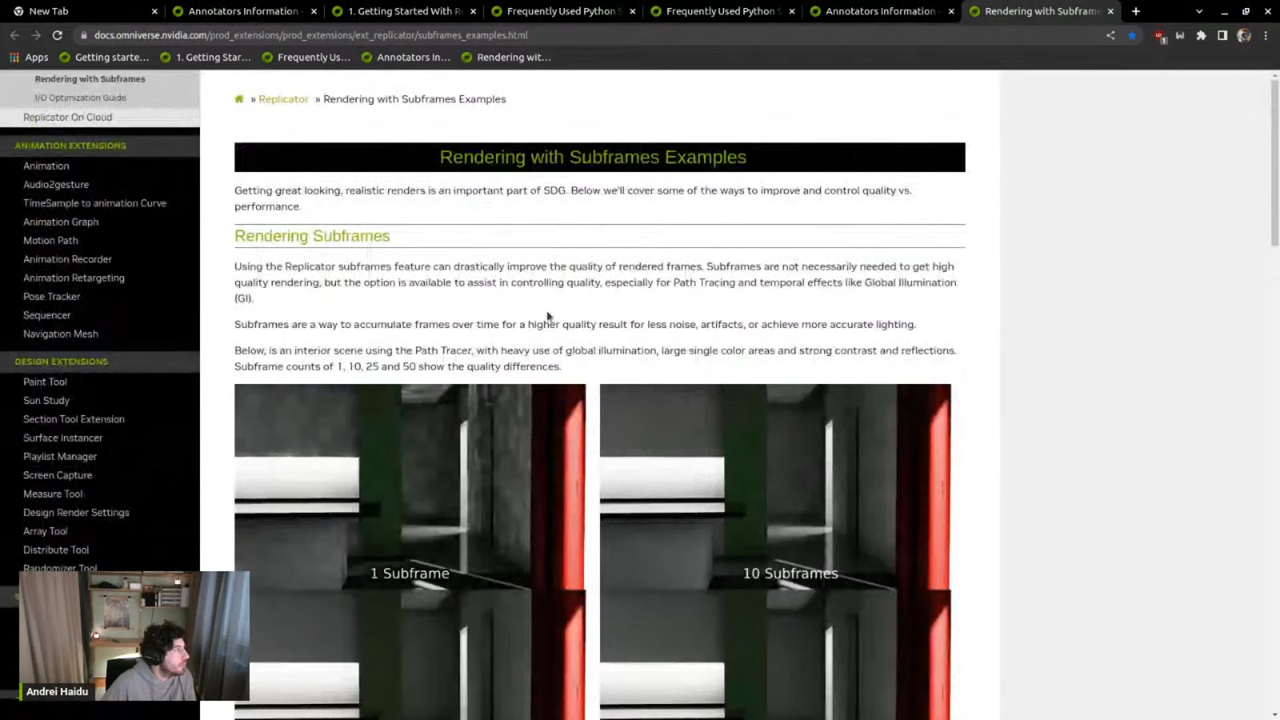 New Tab
Annotators Information -
1. Getting Started With R
Frequently Used Python S
Frequently Used Python S
Annotators Information -
Rendering with Subframe
docs.omniverse.nvidia.com/prod_extensions/prod_extensions/ext_replicator/subframes_examples.html
Apps
Getting starte...
1. Getting Star...
Frequently Us...
Annotators In...
Rendering wit...
Rendering with Subframes
I/O Optimization Guide
Replicator On Cloud
ANIMATION EXTENSIONS
Animation
Audio2gesture
TimeSample to animation Curve
Animation Graph
Motion Path
Animation Recorder
Animation Retargeting
Pose Tracker
Sequencer
Navigation Mesh
DESIGN EXTENSIONS
Paint Tool
Sun Study
Section Tool Extension
Surface Instancer
Playlist Manager
Screen Capture
Measure Tool
Design Render Settings
Array Tool
Distribute Tool
Randomizer Tool
» Replicator » Rendering with Subframes Examples
Rendering with Subframes Examples
Getting great looking, realistic renders is an important part of SDG. Below we'll cover some of the ways to improve and control quality vs.
performance.
Rendering Subframes
Using the Replicator subframes feature can drastically improve the quality of rendered frames. Subframes are not necessarily needed to get high
quality rendering, but the option is available to assist in controlling quality, especially for Path Tracing and temporal effects like Global Illumination
(GI).
Subframes are a way to accumulate frames over time for a higher quality result for less noise, artifacts, or achieve more accurate lighting.
Below, is an interior scene using the Path Tracer, with heavy use of global illumination, large single color areas and strong contrast and reflections.
Subframe counts of 1, 10, 25 and 50 show the quality differences.
1 Subframe
10 Subframes
Andrei Haidu